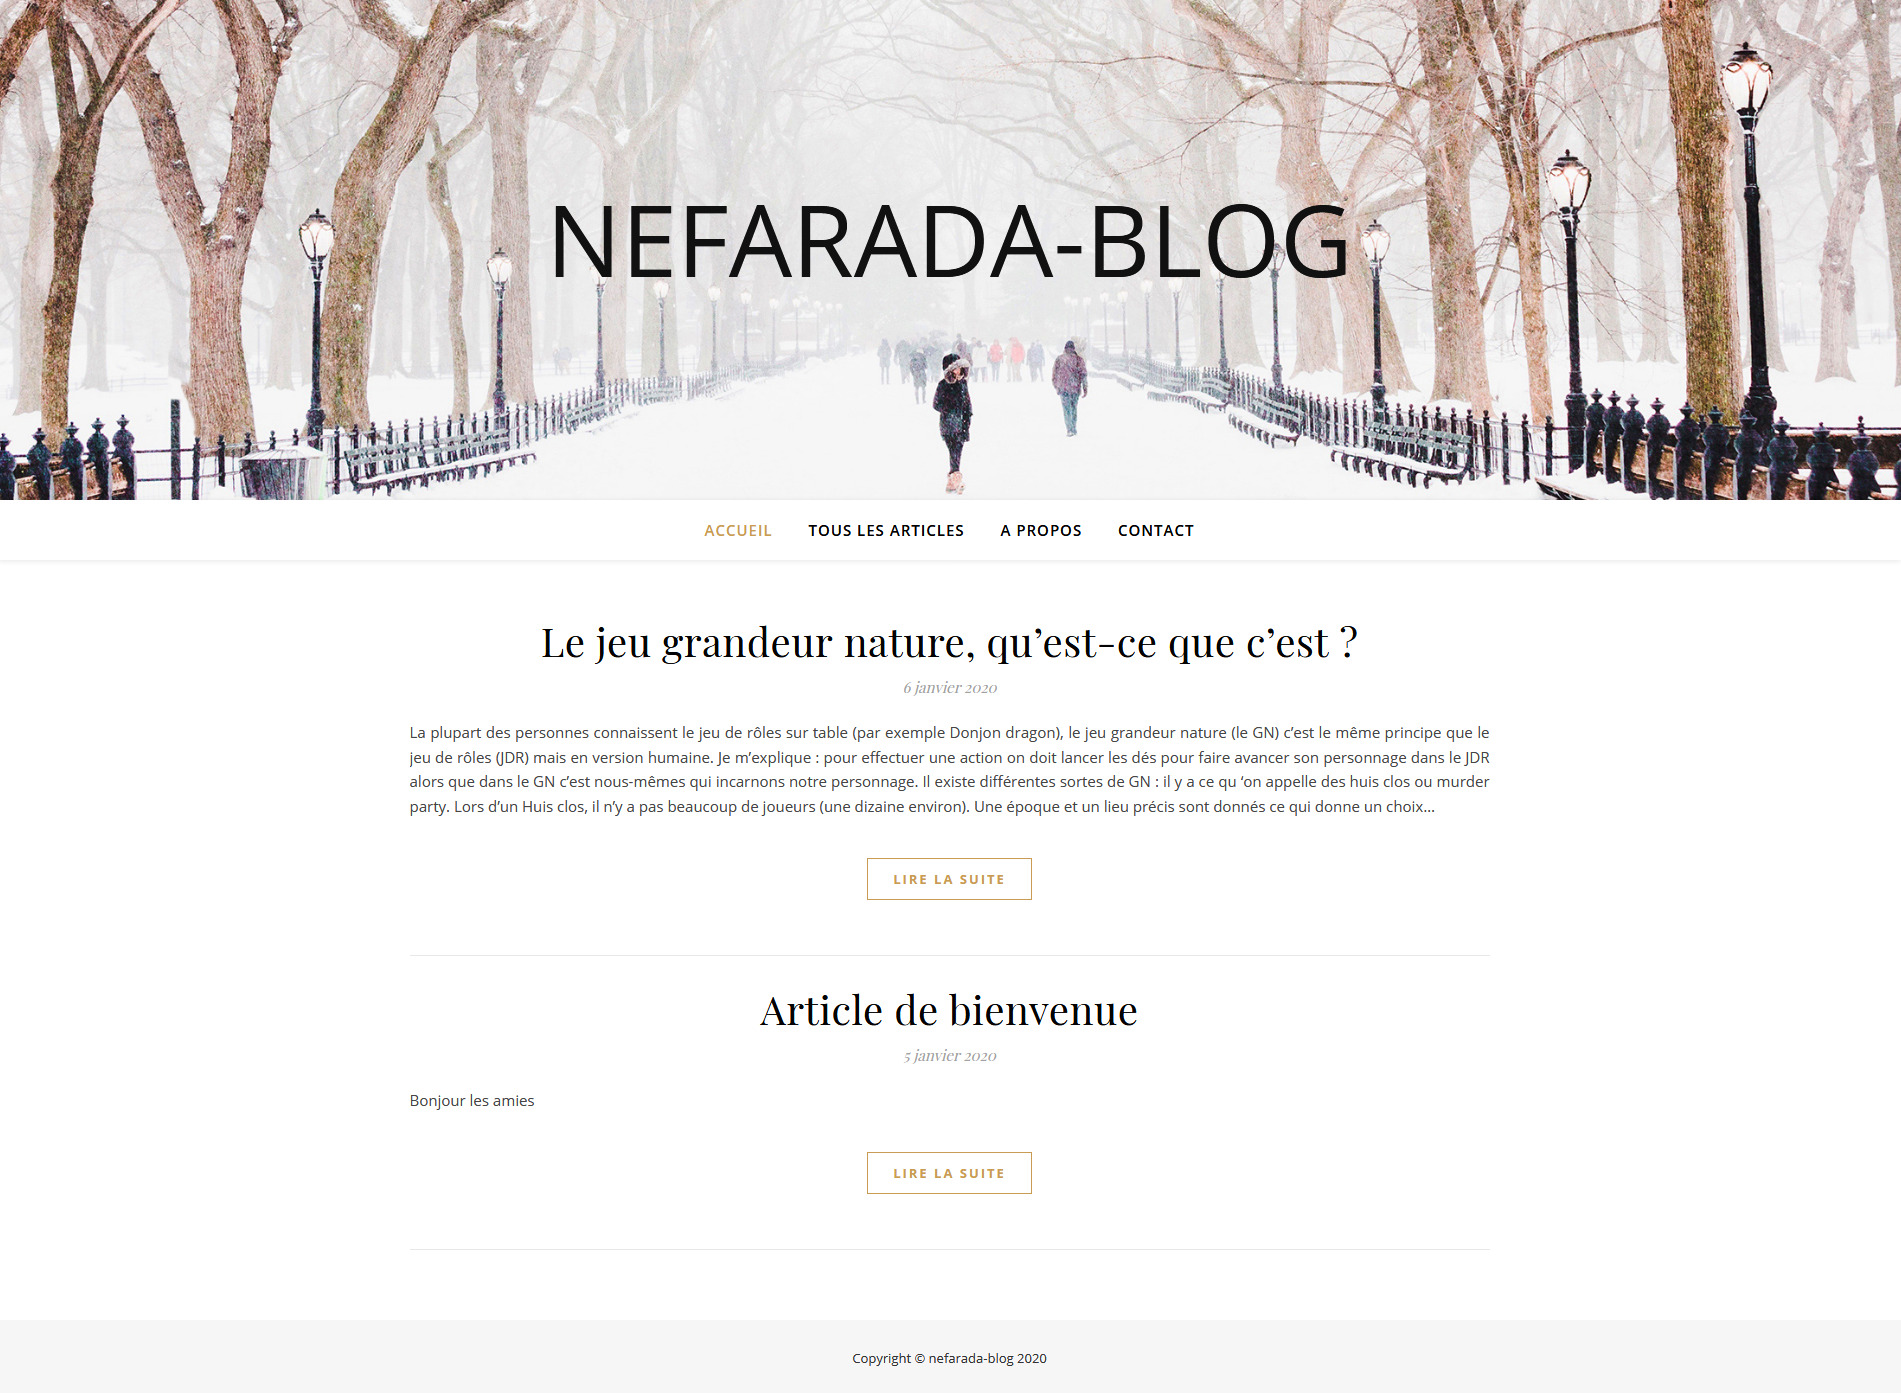 NEFARADA-BLOG
ACCUEIL TOUS LES ARTICLES A PROPOS CONTACT
Le jeu grandeur nature, qu’est-ce que c’est ?
6 janvier 2020
La plupart des personnes connaissent le jeu de rôles sur table (par exemple Donjon dragon), le jeu grandeur nature (le GN) c’est le même principe que le
jeu de rôles (JDR) mais en version humaine. Je m’explique : pour effectuer une action on doit lancer les dés pour faire avancer son personnage dans le JDR
alors que dans le GN c’est nous-mêmes qui incarnons notre personnage. Il existe différentes sortes de GN : il y a ce qu ‘on appelle des huis clos ou murder
party. Lors d’un Huis clos, il n’y a pas beaucoup de joueurs (une dizaine environ). Une époque et un lieu précis sont donnés ce qui donne un choix…
LIRE LA SUITE
Article de bienvenue
5 janvier 2020
Bonjour les amies
LIRE LA SUITE
Copyright © nefarada-blog 2020